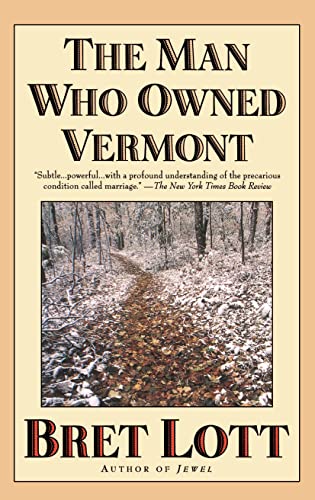 THE MAN
WHO OWNED
VERMONT
"Subtle...powerful...with a profound understanding of the precarious
condition called marriage." —The New York Times Book Review
BRET LOTT
AUTHOR OF JEWEL